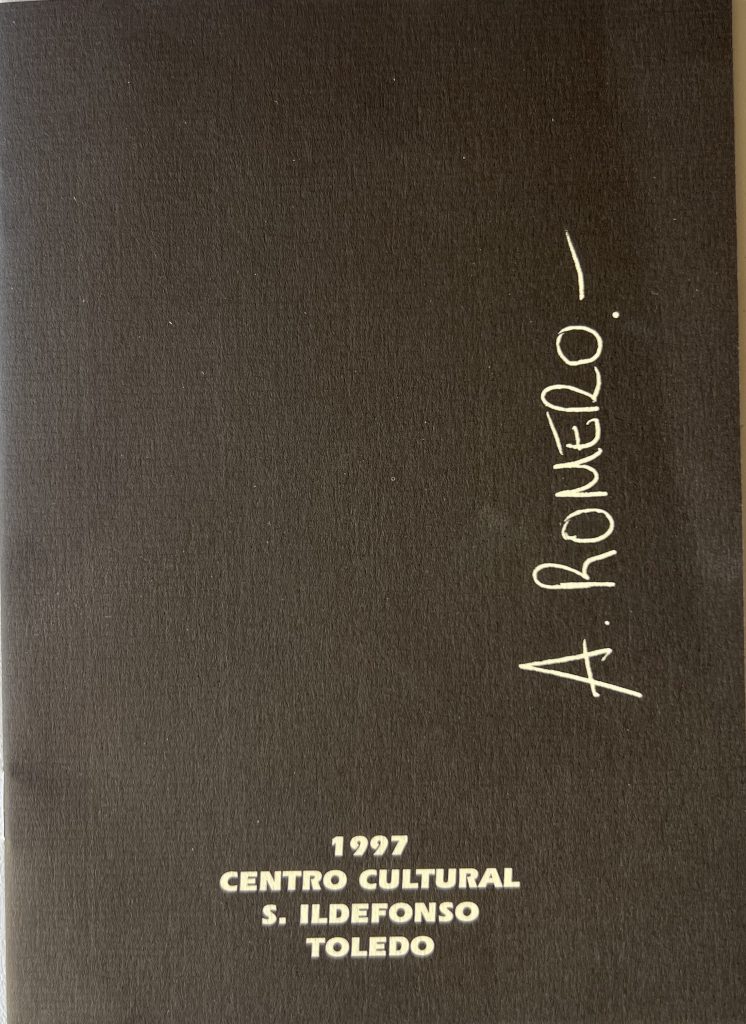 A. ROMERO.-
1997
CENTRO CULTURAL
S. ILDEFONSO
TOLEDO